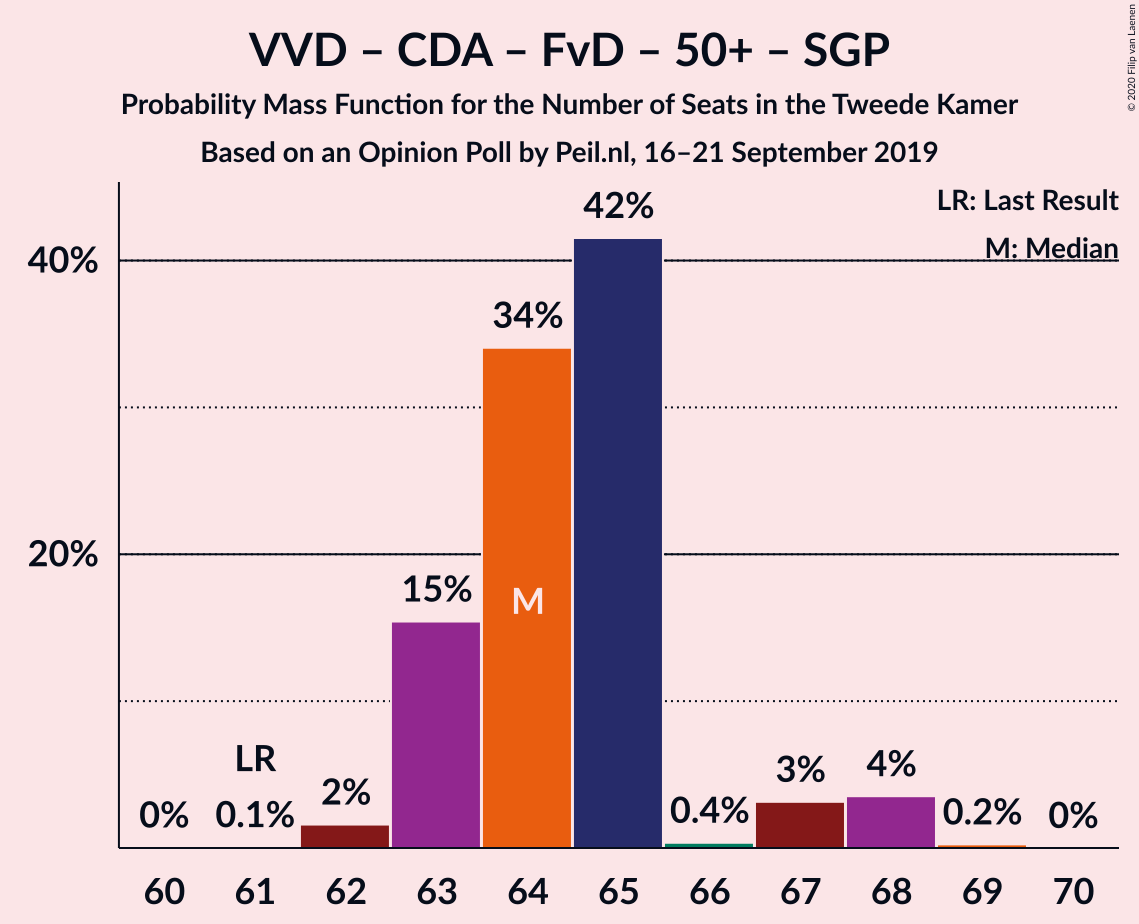 VVD – CDA – FvD – 50+ – SGP
Probability Mass Function for the Number of Seats in the Tweede Kamer
Based on an Opinion Poll by Peil.nl, 16–21 September 2019
© 2020 Filip van Laenen
LR: Last Result
M: Median
42%
40%
34%
20%
15%
M
LR
0%
0.1%
2%
0.4%
3%
4%
0.2%
0%
60 61 62 63 64 65 66 67 68 69 70